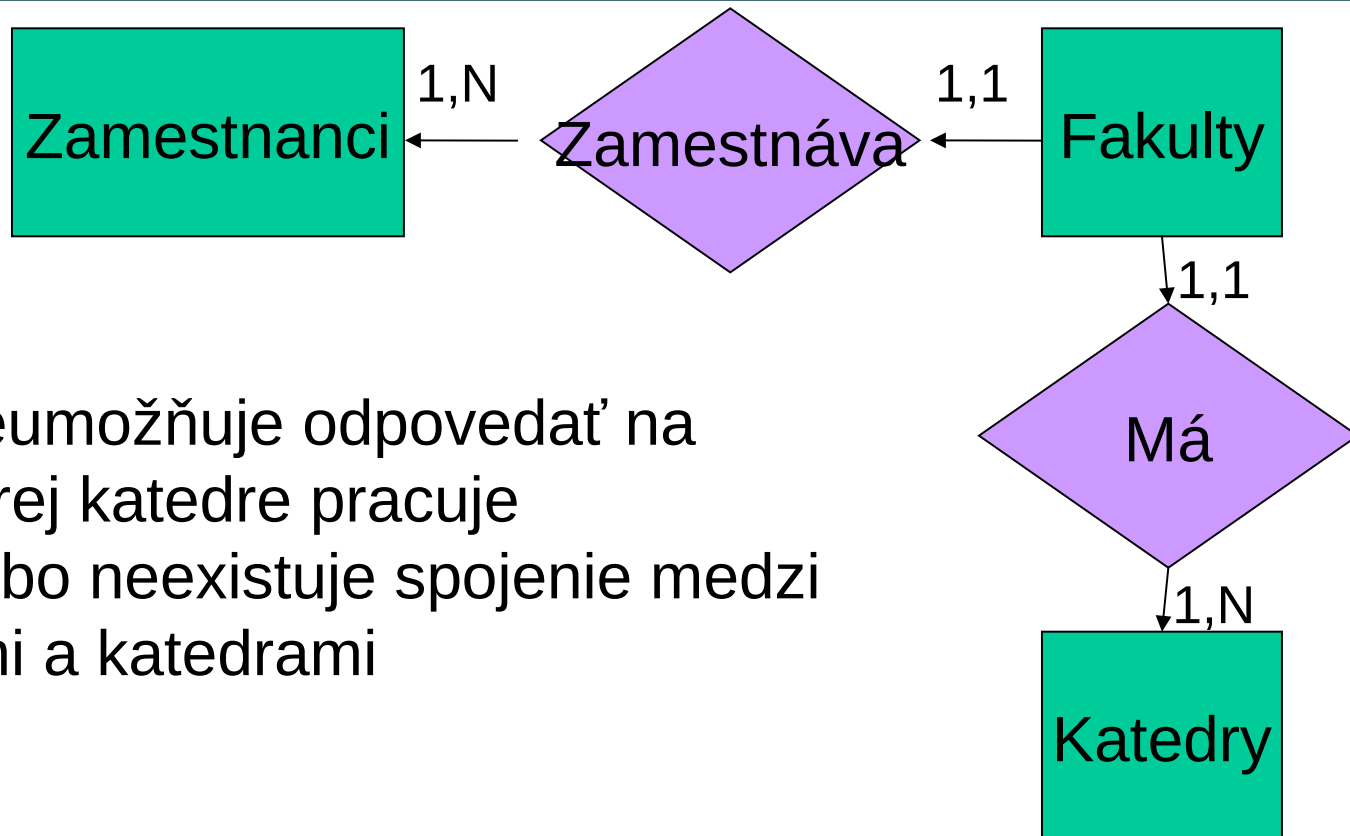 1,N
1,1
Zamestnanci
Zamestnáva
Fakulty
1,1
Má
eumožňuje odpovedať na
rej katedre pracuje
bo neexistuje spojenie medzi
ni a katedrami
1,N
Katedry